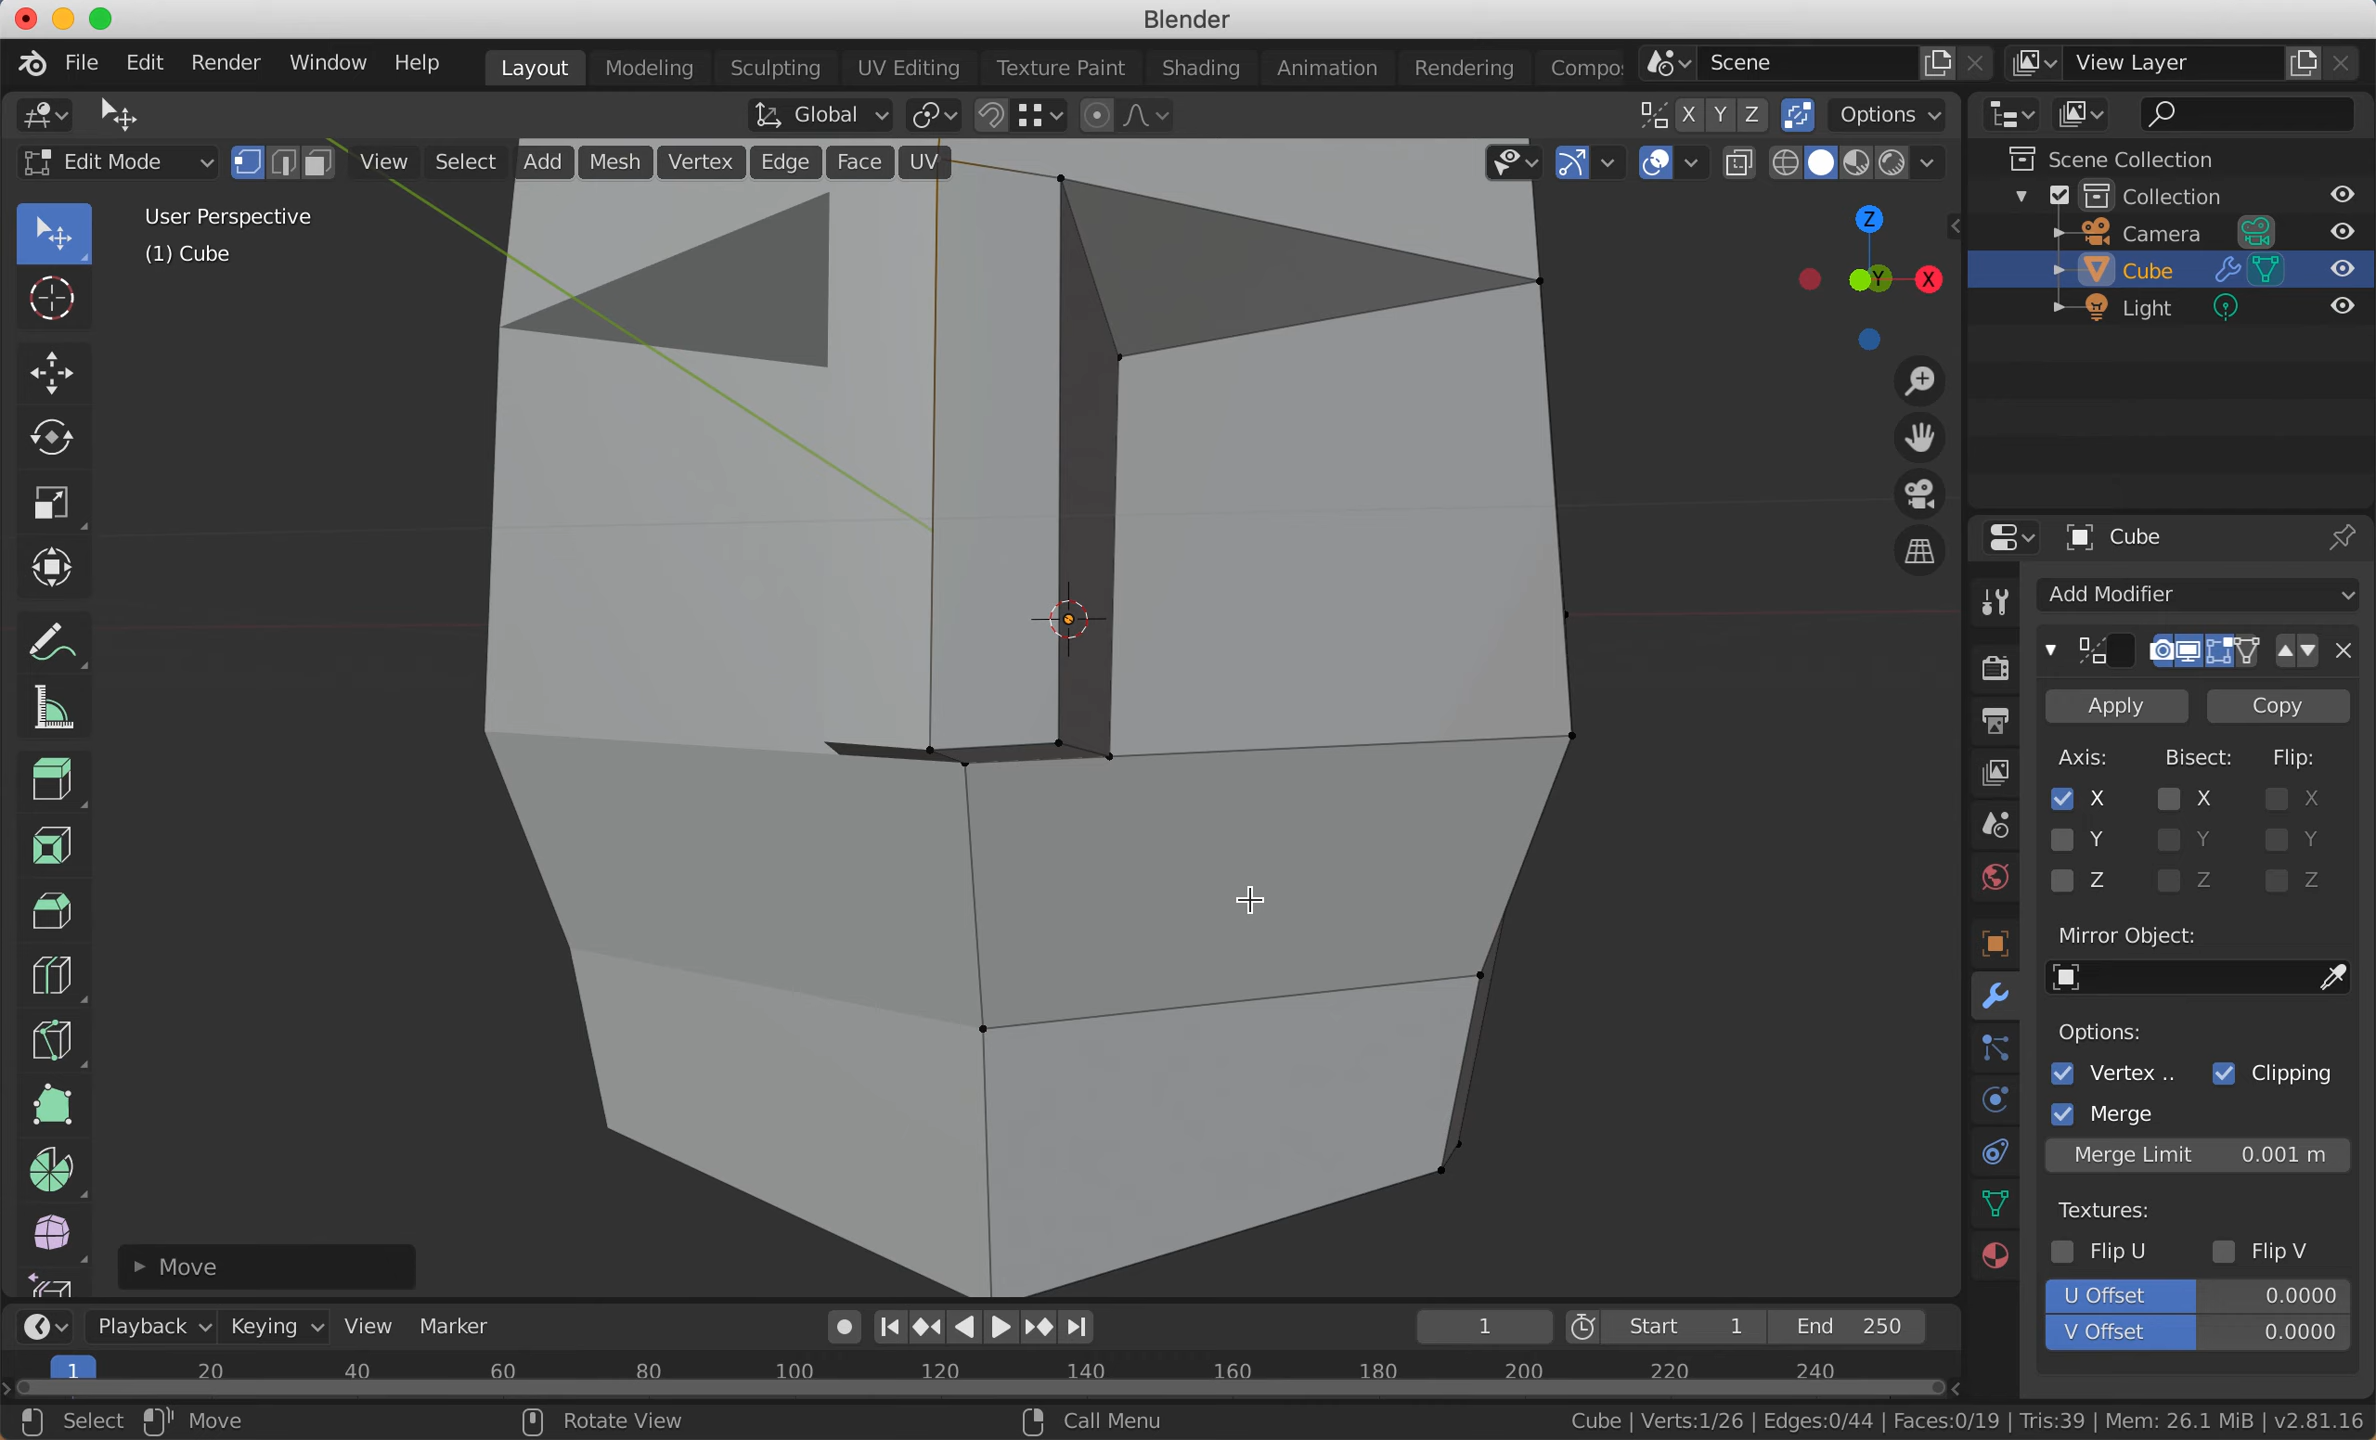 Blender
File Edit Render Window Help Layout Modeling Sculpting UV Editing Texture Paint Shading Animation Rendering Compo Scene View Layer
Global X Y Z Options
Edit Mode View Select Add Mesh Vertex Edge Face UV
User Perspective
(1) Cube
Z
Y X
Scene Collection
Collection
Camera
Cube
Light
Cube
Add Modifier
Apply Copy
Axis: Bisect: Flip:
X X X
Y Y Y
Z Z Z
Mirror Object:
Options:
Vertex .. Clipping
Merge
Merge Limit 0.001 m
Textures:
Flip U Flip V
U Offset 0.0000
V Offset 0.0000
Move
Playback Keying View Marker 1 Start 1 End 250
1 20 40 60 80 100 120 140 160 180 200 220 240
Select Move Rotate View Call Menu Cube | Verts:1/26 | Edges:0/44 | Faces:0/19 | Tris:39 | Mem: 26.1 MiB | v2.81.16